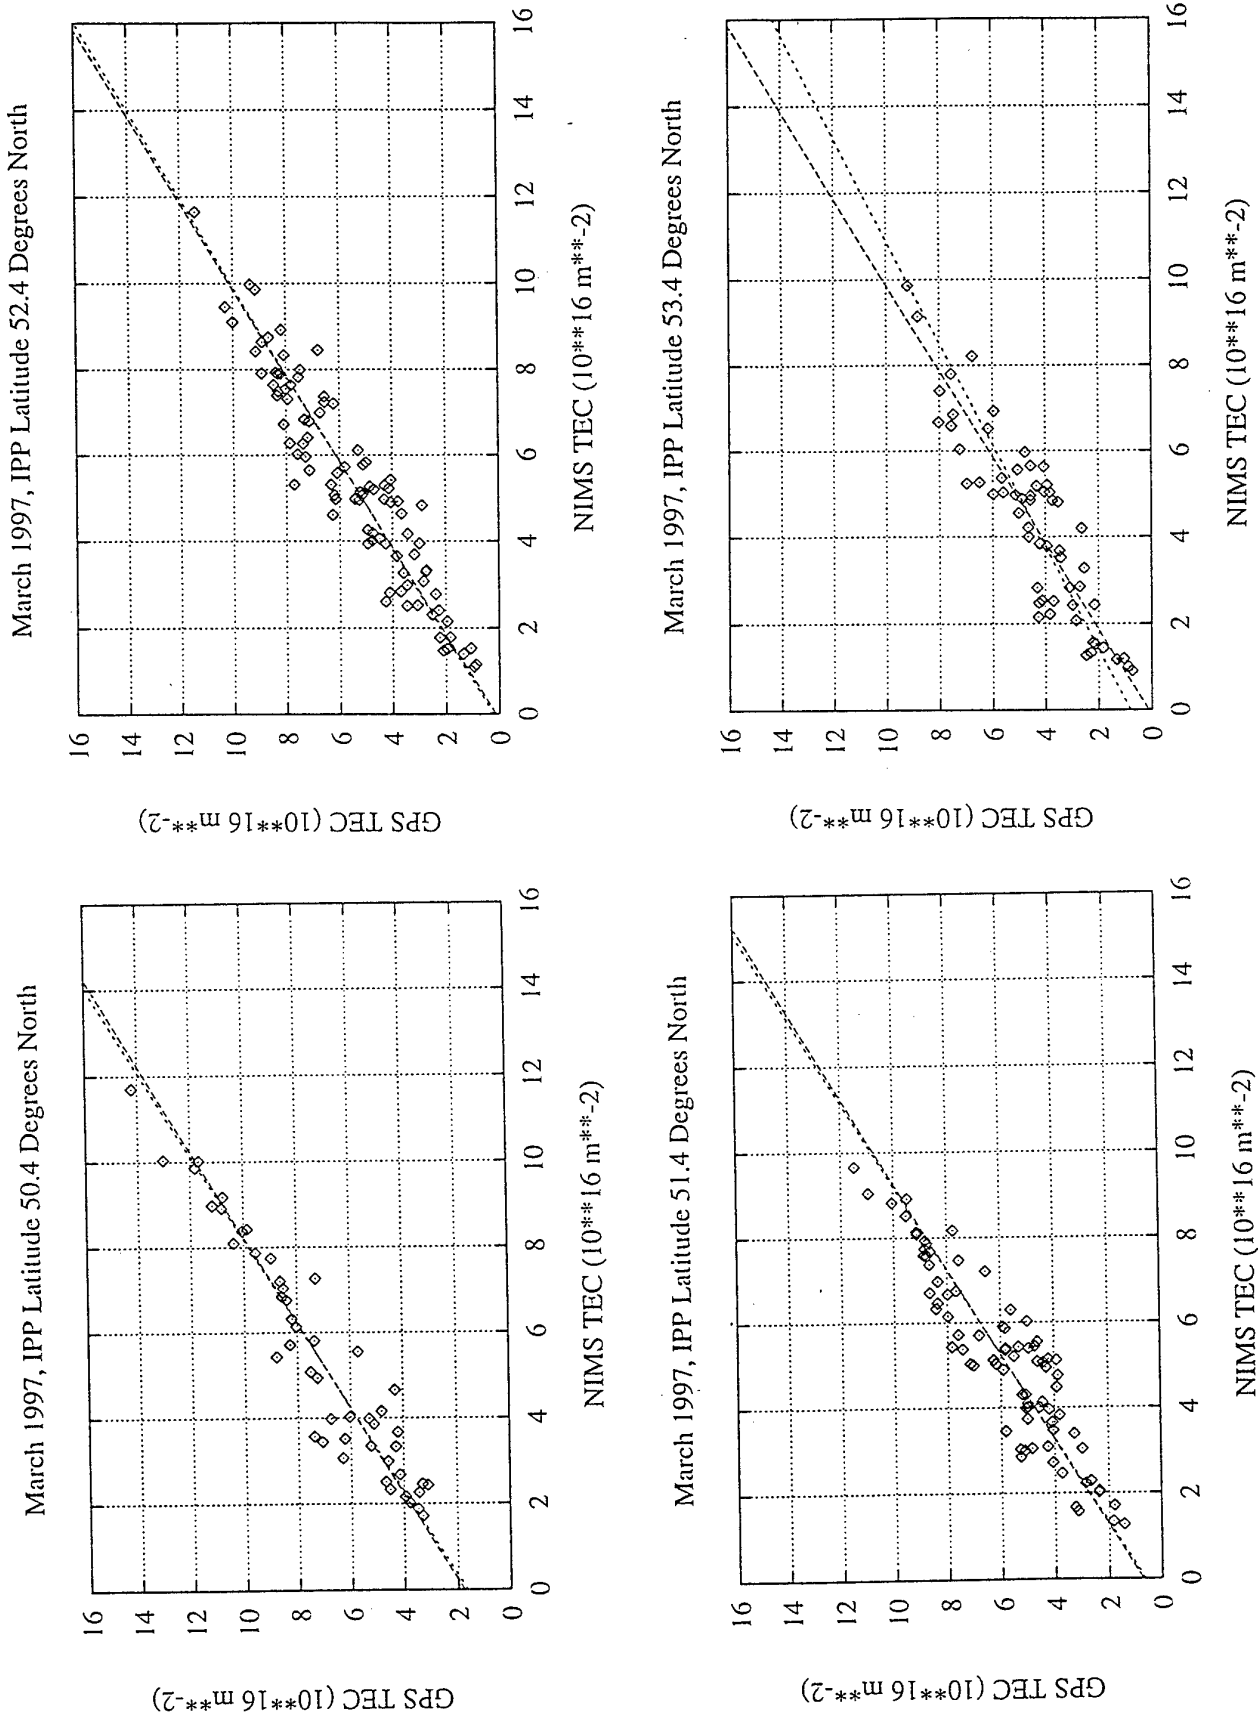 March 1997, IPP Latitude 50.4 Degrees North
GPS TEC (10**16 m**-2)
16
14
12
10
8
6
4
2
0
0 2 4 6 8 10 12 14 16
NIMS TEC (10**16 m**-2)
March 1997, IPP Latitude 52.4 Degrees North
GPS TEC (10**16 m**-2)
16
14
12
10
8
6
4
2
0
0 2 4 6 8 10 12 14 16
NIMS TEC (10**16 m**-2)
March 1997, IPP Latitude 51.4 Degrees North
GPS TEC (10**16 m**-2)
16
14
12
10
8
6
4
2
0
0 2 4 6 8 10 12 14 16
NIMS TEC (10**16 m**-2)
March 1997, IPP Latitude 53.4 Degrees North
GPS TEC (10**16 m**-2)
16
14
12
10
8
6
4
2
0
0 2 4 6 8 10 12 14 16
NIMS TEC (10**16 m**-2)